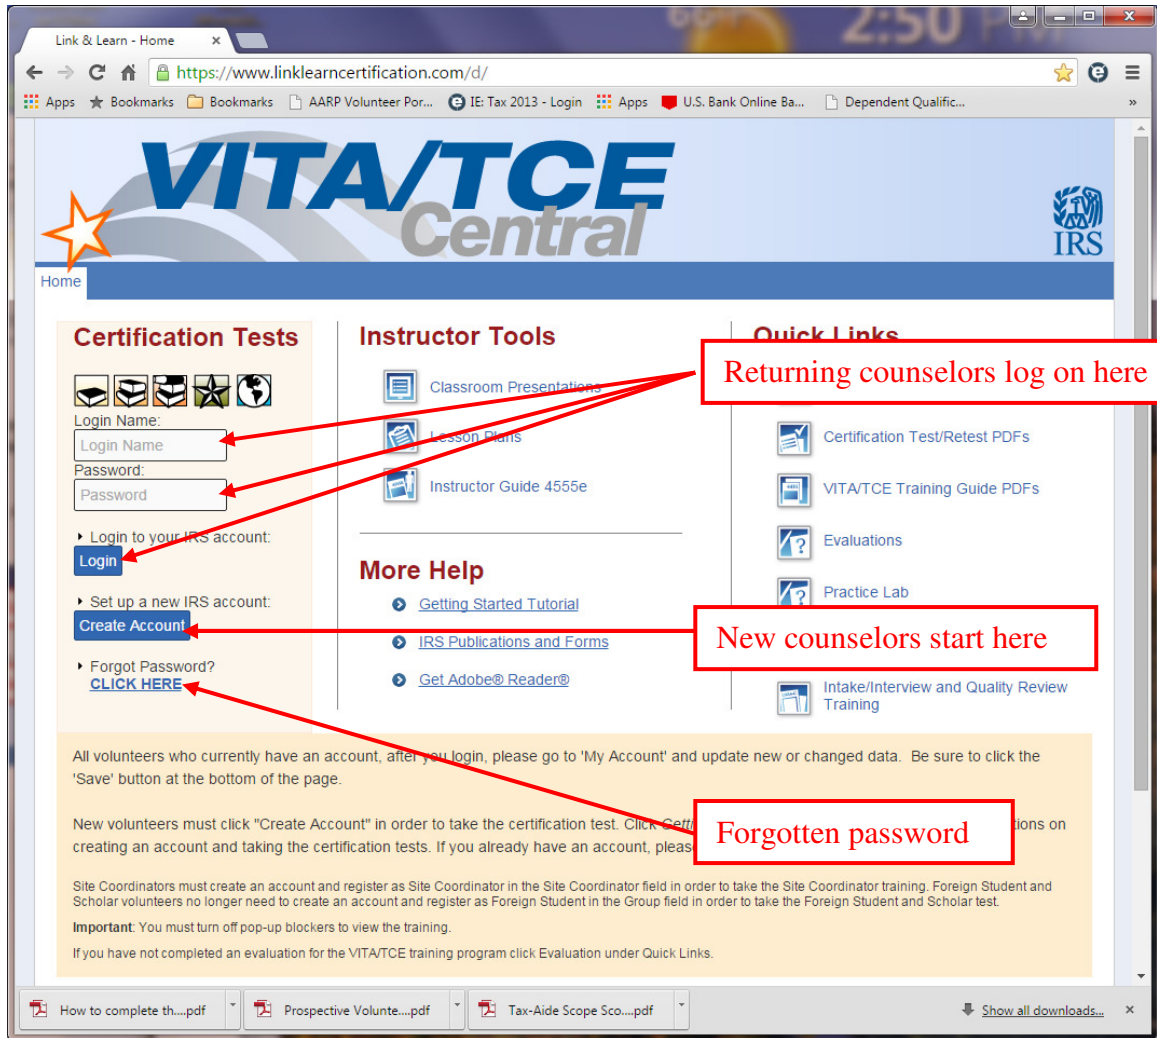 2:50 PM
Link & Learn - Home
https://www.linklearncertification.com/d/
Apps
Bookmarks
Bookmarks
AARP Volunteer Por...
IE: Tax 2013 - Login
Apps
U.S. Bank Online Ba...
Dependent Qualific...
»
VITA/TCE
Central
IRS
Home
Certification Tests
Login Name:
Login Name
Password:
Password
Login to your IRS account:
Login
Set up a new IRS account:
Create Account
Forgot Password?
CLICK HERE
Instructor Tools
Classroom Presentations
Lesson Plans
Instructor Guide 4555e
More Help
Getting Started Tutorial
IRS Publications and Forms
Get Adobe® Reader®
Quick Links
Returning counselors log on here
Certification Test/Retest PDFs
VITA/TCE Training Guide PDFs
Evaluations
Practice Lab
New counselors start here
Intake/Interview and Quality Review
Training
All volunteers who currently have an account, after you login, please go to 'My Account' and update new or changed data. Be sure to click the
'Save' button at the bottom of the page.
New volunteers must click "Create Account" in order to take the certification test. Click
creating an account and taking the certification tests. If you already have an account,
Forgotten password
Site Coordinators must create an account and register as Site Coordinator in the Site Coordinator field in order to take the Site Coordinator training. Foreign Student and
Scholar volunteers no longer need to create an account and register as Foreign Student in the Group field in order to take the Foreign Student and Scholar test.
Important: You must turn off pop-up blockers to view the training.
If you have not completed an evaluation for the VITA/TCE training program click Evaluation under Quick Links.
How to complete th....pdf
Prospective Volunte....pdf
Tax-Aide Scope Sco....pdf
Show all downloads...